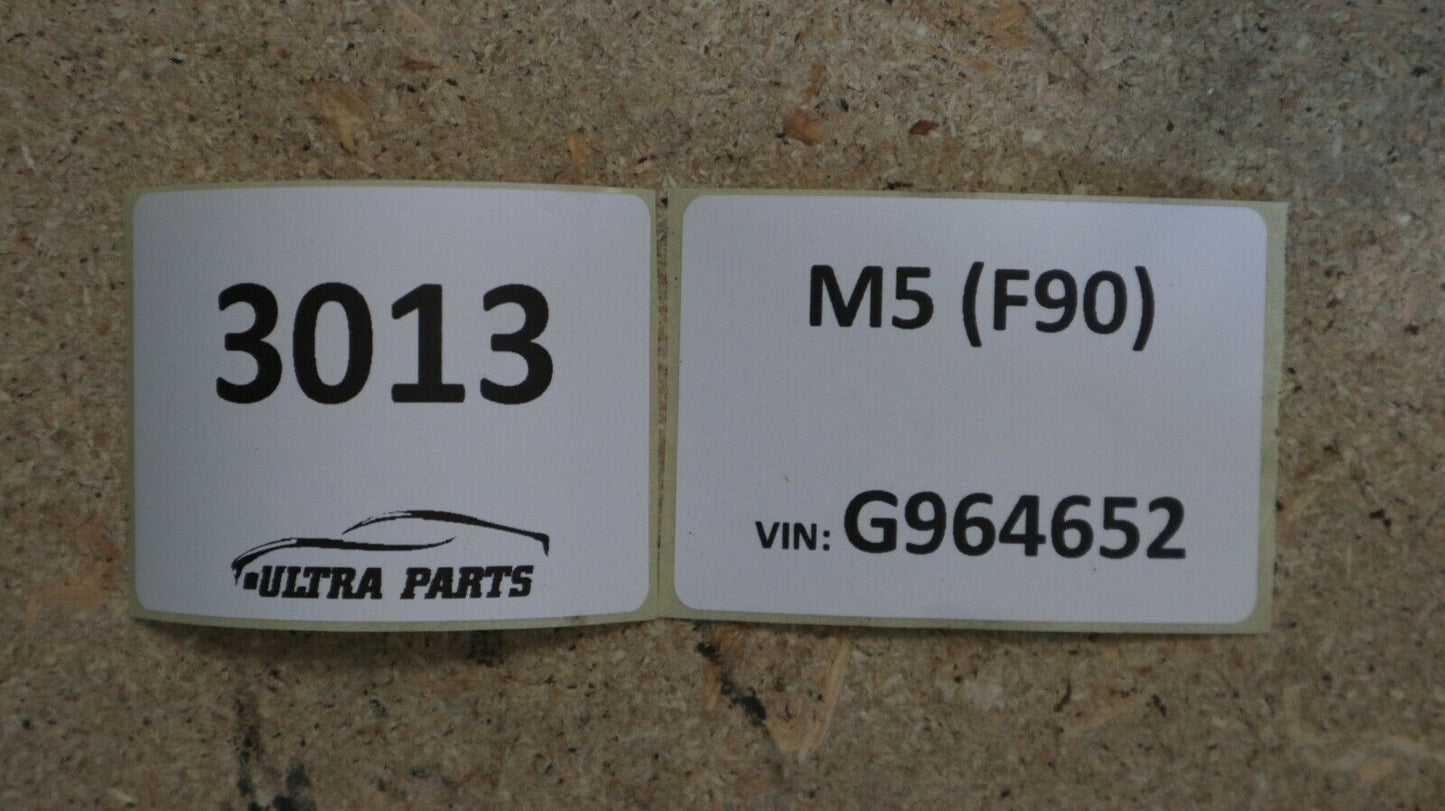 3013
ULTRA PARTS
M5 (F90)
VIN: G964652